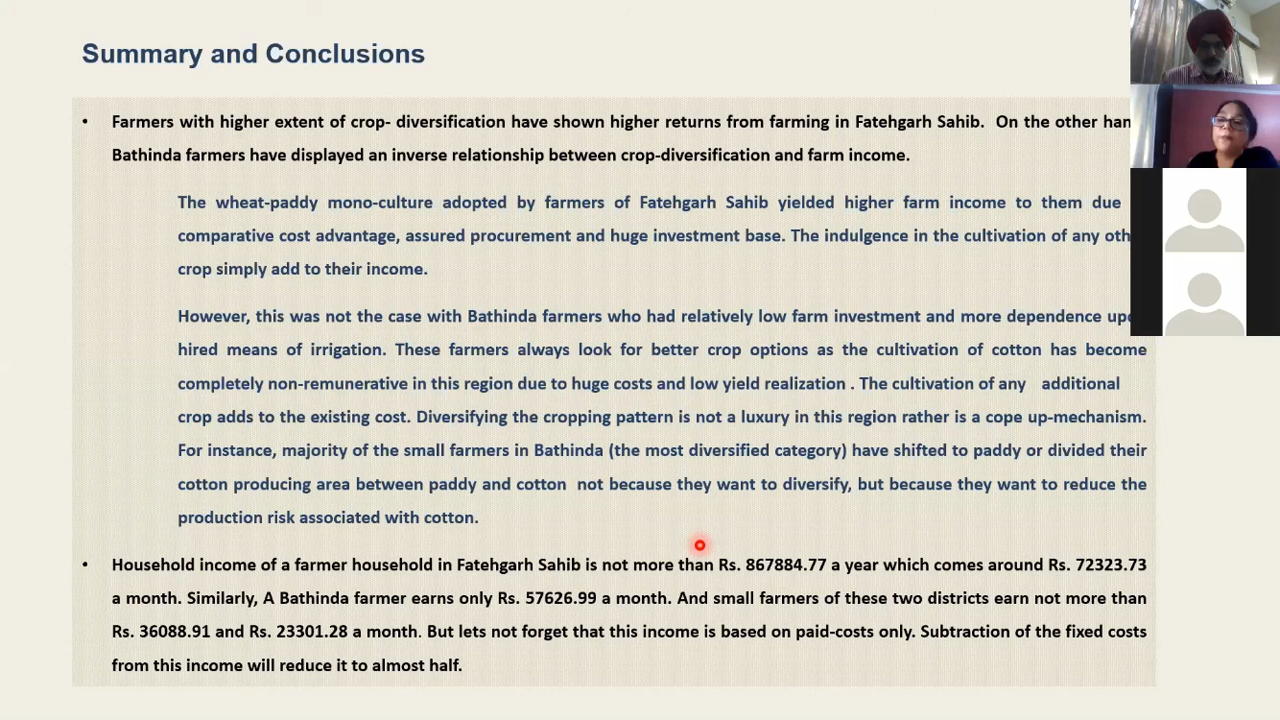 Summary and Conclusions
• Farmers with higher extent of crop- diversification have shown higher returns from farming in Fatehgarh Sahib. On the other han
Bathinda farmers have displayed an inverse relationship between crop-diversification and farm income.
The wheat-paddy mono-culture adopted by farmers of Fatehgarh Sahib yielded higher farm income to them due
comparative cost advantage, assured procurement and huge investment base. The indulgence in the cultivation of any oth
crop simply add to their income.
However, this was not the case with Bathinda farmers who had relatively low farm investment and more dependence upo
hired means of irrigation. These farmers always look for better crop options as the cultivation of cotton has become
completely non-remunerative in this region due to huge costs and low yield realization . The cultivation of any additional
crop adds to the existing cost. Diversifying the cropping pattern is not a luxury in this region rather is a cope up-mechanism.
For instance, majority of the small farmers in Bathinda (the most diversified category) have shifted to paddy or divided their
cotton producing area between paddy and cotton not because they want to diversify, but because they want to reduce the
production risk associated with cotton.
• Household income of a farmer household in Fatehgarh Sahib is not more than Rs. 867884.77 a year which comes around Rs. 72323.73
a month. Similarly, A Bathinda farmer earns only Rs. 57626.99 a month. And small farmers of these two districts earn not more than
Rs. 36088.91 and Rs. 23301.28 a month. But lets not forget that this income is based on paid-costs only. Subtraction of the fixed costs
from this income will reduce it to almost half.